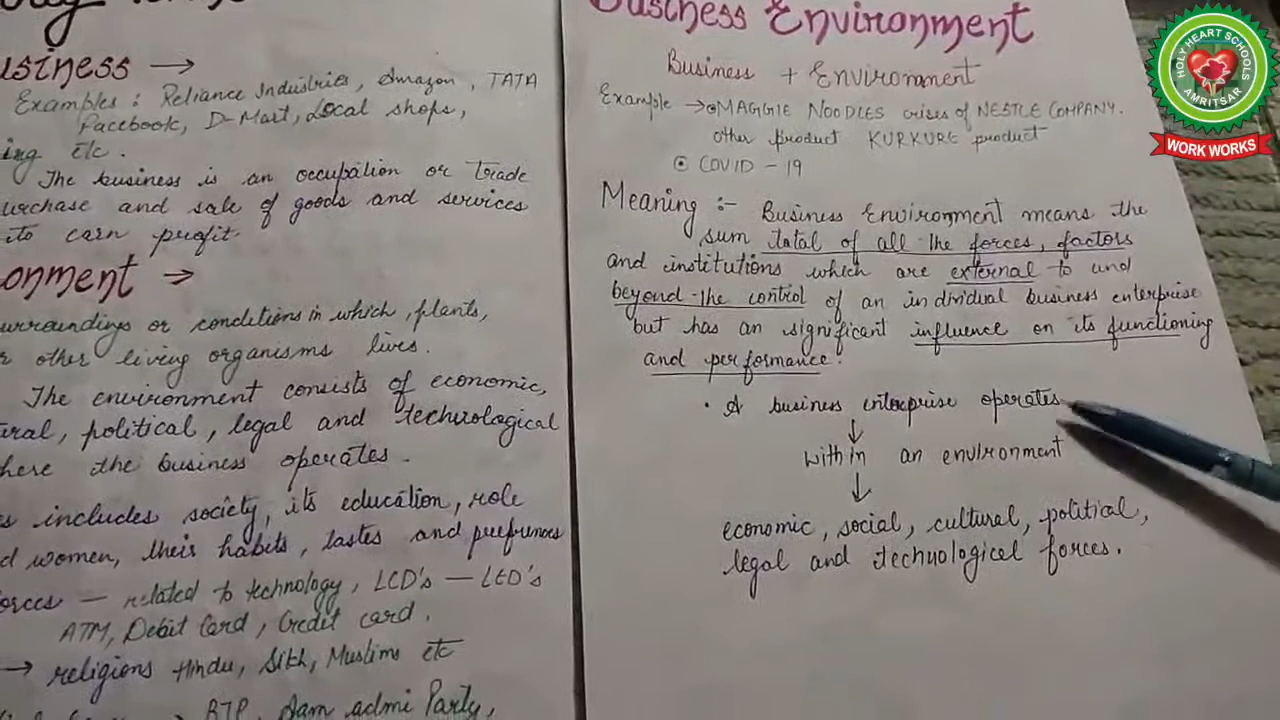 usiness →
Examples : Reliance Industries, Amazon, TATA
Facebook, D-Mart, Local shops,
ing etc.
The business is an occupation or trade
urchase and sale of goods and services
to earn profit.
onment →
urroundings or conditions in which, plants,
r other living organisms lives.
The environment consists of economic,
ural, political, legal and technological
here the business operates.
s includes society, its education, role
d women, their habits, tastes and prefrences
orces — related to technology, LCD's — LED's
ATM, Debit Card, Credit card.
→ religions Hindu, Sikh, Muslims etc
BJP, Aam admi Party,
Business Environment
Business + Environment
Example → MAGGIE NOODLES crises of NESTLE COMPANY.
other product KURKURE product
COVID - 19
Meaning :- Business Environment means the
sum total of all the forces, factors
and institutions which are external to and
beyond the control of an individual business enterprise
but has an significant influence on its functioning
and performance.
• A business enterprise operates
↓
within an environment
↓
economic, social, cultural, political,
legal and technological forces.
HOLY HEART SCHOOLS
AMRITSAR
WORK WORKS